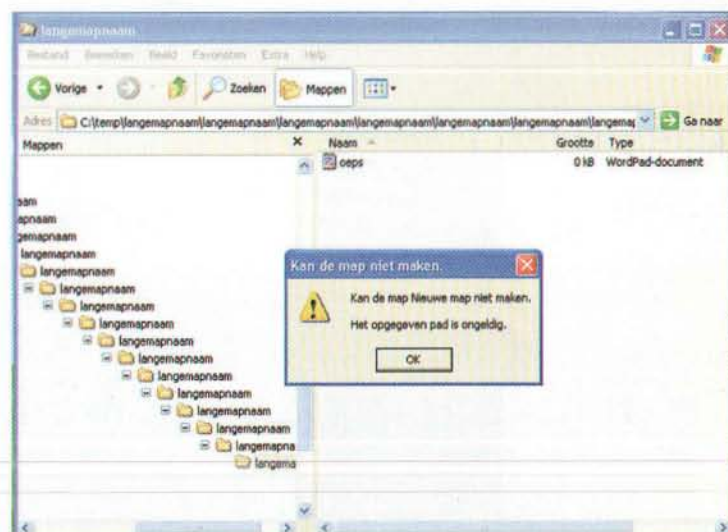 langemapnaam
Bestand Bewerken Beeld Favorieten Extra Help
Vorige Zoeken Mappen
Adres C:\temp\langemapnaam\langemapnaam\langemapnaam\langemapnaam\langemapnaam\langemapnaam\langemap Ga naar
Mappen Naam Grootte Type
oeps 0 kB WordPad-document
aam
apnaam
gemapnaam
langemapnaam
langemapnaam
langemapnaam
langemapnaam
langemapnaam
langemapnaam
langemapnaam
langemapnaam
langemapnaam
langemapnaam
langemapnaam
langemapna
langema
Kan de map niet maken.
Kan de map Nieuwe map niet maken.
Het opgegeven pad is ongeldig.
OK